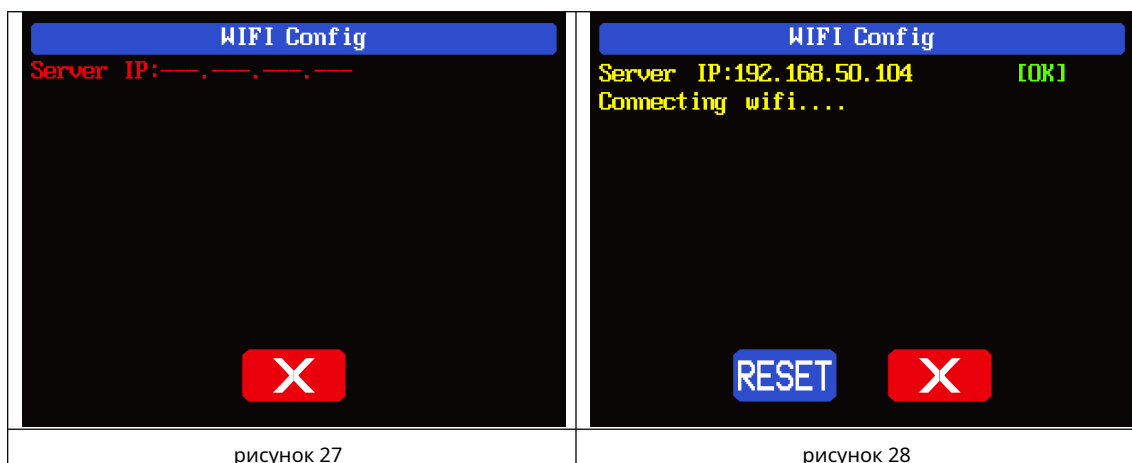 WIFI Config
Server IP:---.---.---.---
X
рисунок 27
WIFI Config
Server IP:192.168.50.104 [OK]
Connecting wifi....
RESET X
рисунок 28